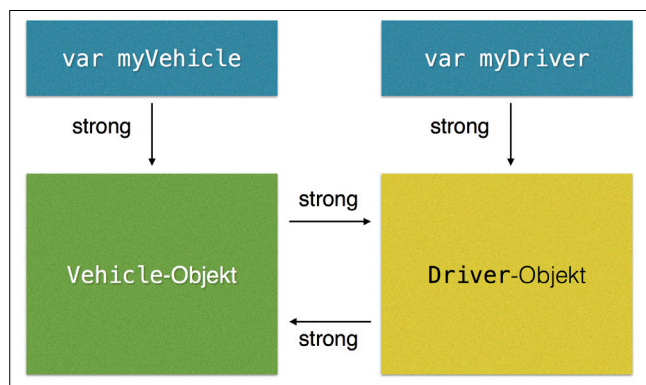 var myVehicle
var myDriver
strong
strong
strong
Vehicle-Objekt
Driver-Objekt
strong